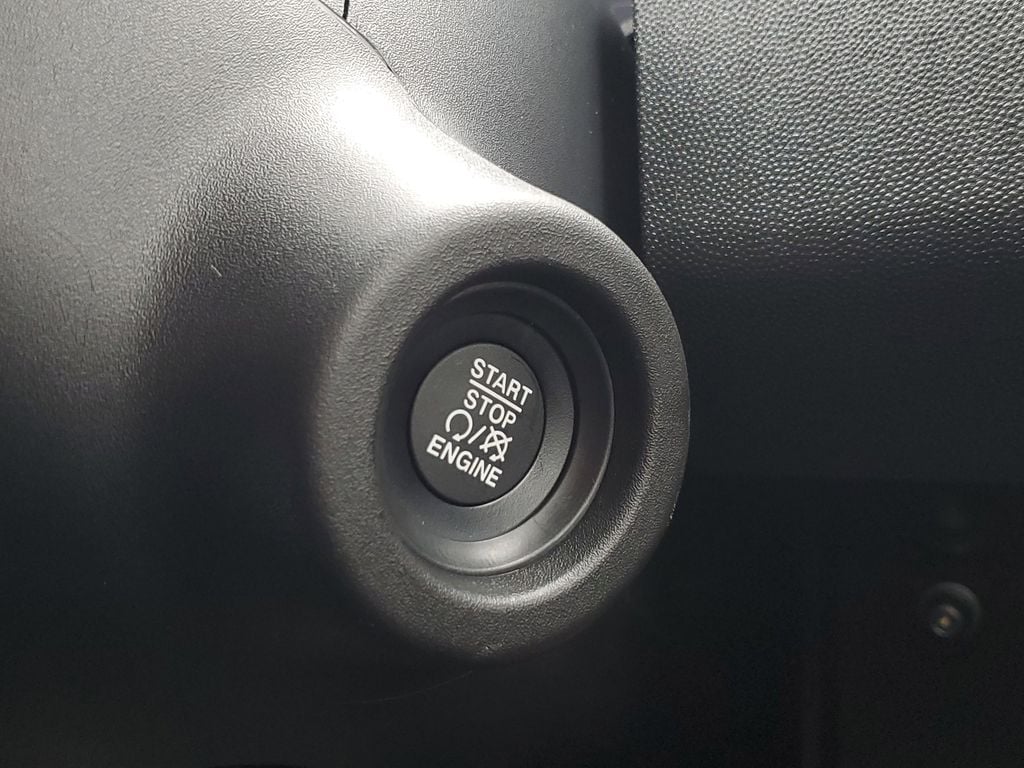 START
STOP
/
ENGINE